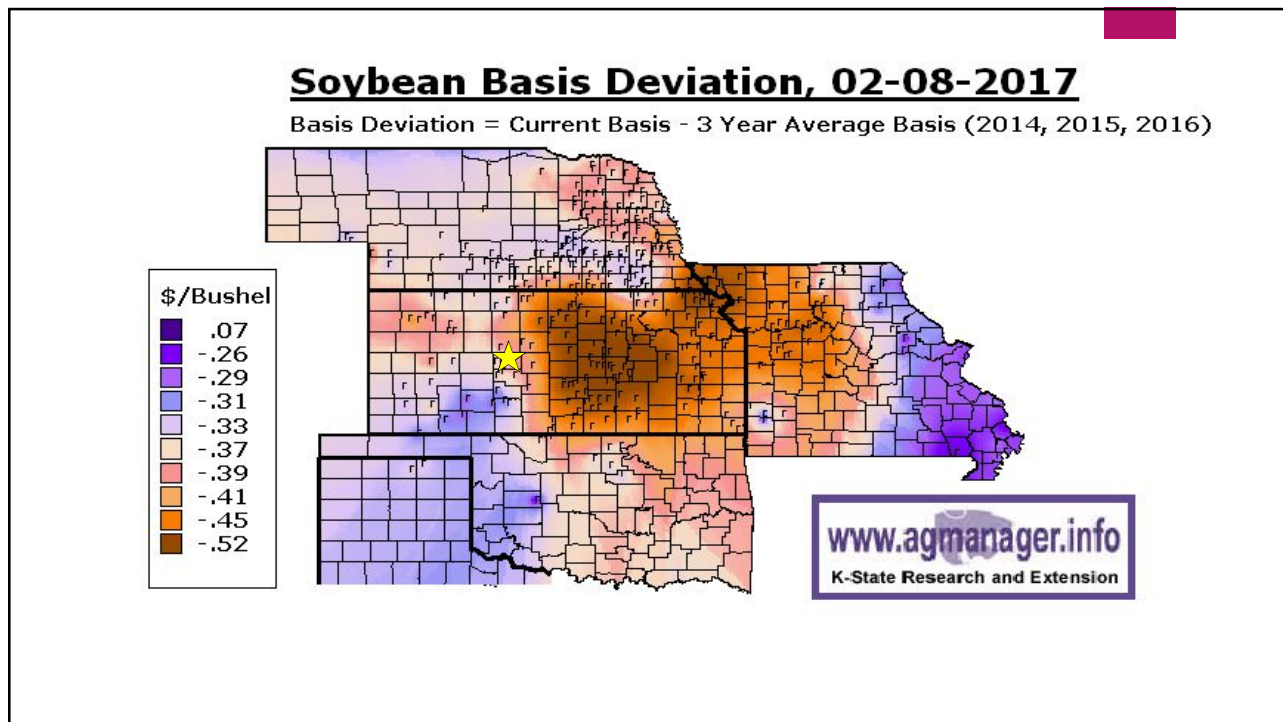 Soybean Basis Deviation, 02-08-2017
Basis Deviation = Current Basis - 3 Year Average Basis (2014, 2015, 2016)
$/Bushel
.07
-.26
-.29
-.31
-.33
-.37
-.39
-.41
-.45
-.52
www.agmanager.info
K-State Research and Extension